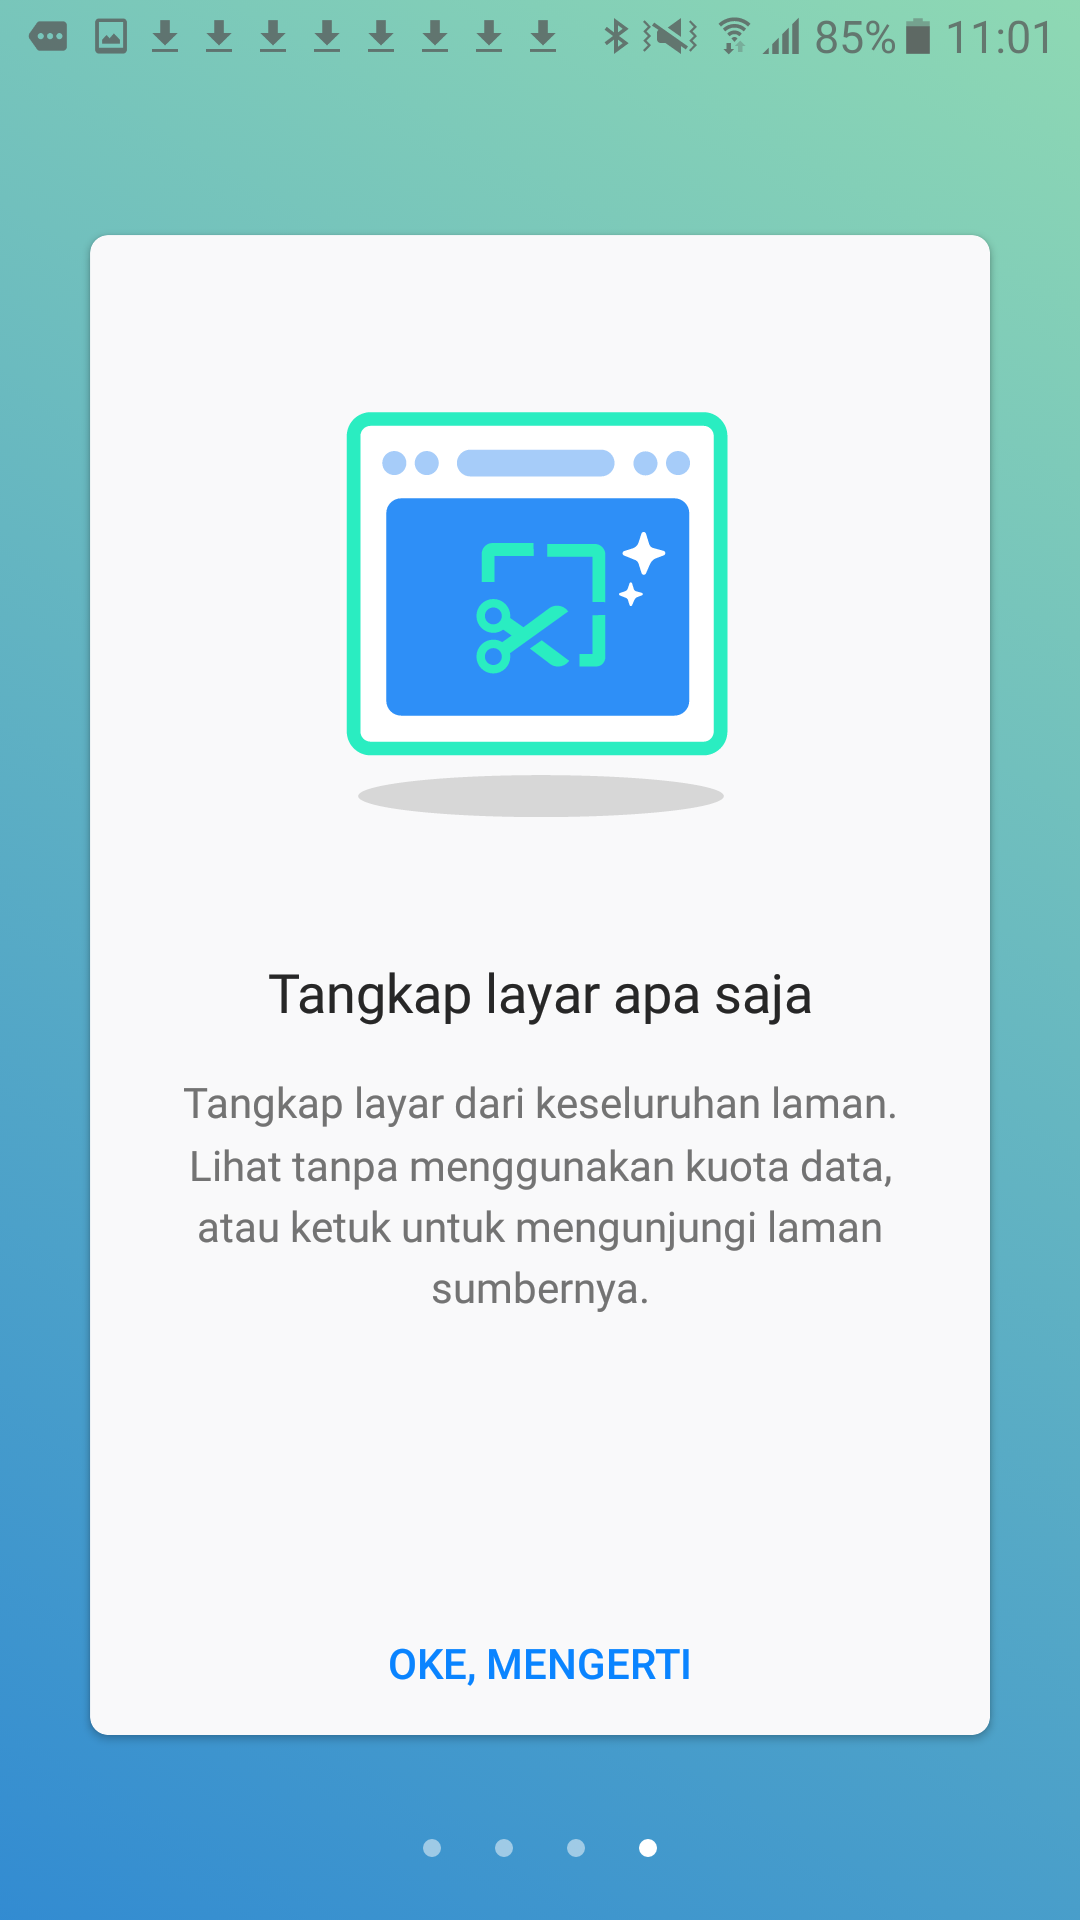 85% 11:01
Tangkap layar apa saja
Tangkap layar dari keseluruhan laman.
Lihat tanpa menggunakan kuota data,
atau ketuk untuk mengunjungi laman
sumbernya.
OKE, MENGERTI